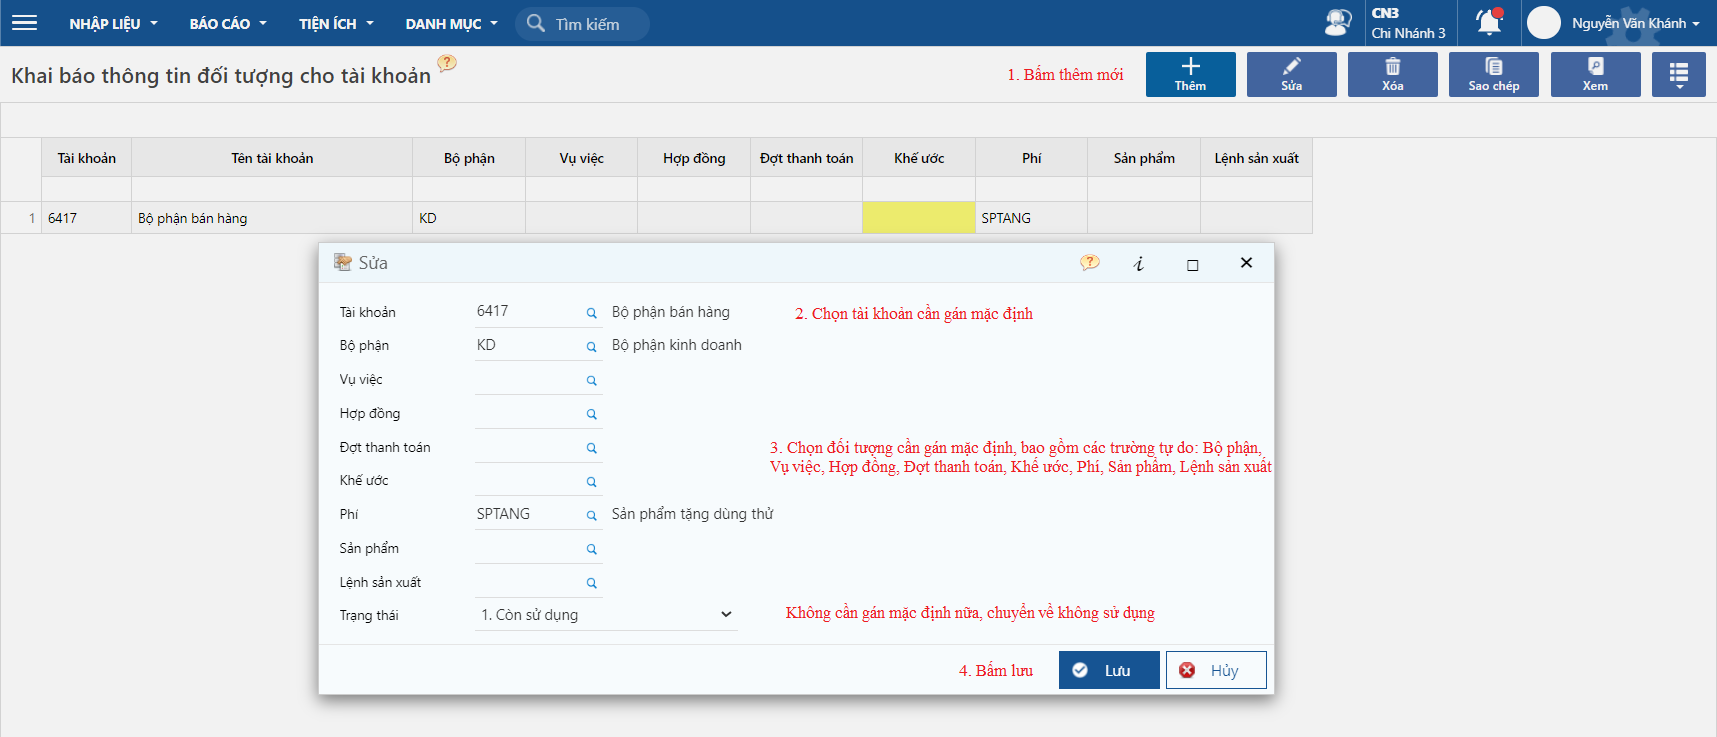 NHẬP LIỆU BÁO CÁO TIỆN ÍCH DANH MỤC Tìm kiếm CN3 Nguyễn Văn Khánh
Chi Nhánh 3
Khai báo thông tin đối tượng cho tài khoản ? 1. Bấm thêm mới Thêm Sửa Xóa Sao chép Xem
Tài khoản Tên tài khoản Bộ phận Vụ việc Hợp đồng Đợt thanh toán Khế ước Phí Sản phẩm Lệnh sản xuất
1 6417 Bộ phận bán hàng KD SPTANG
Sửa ? i
Tài khoản 6417 Bộ phận bán hàng 2. Chọn tài khoản cần gán mặc định
Bộ phận KD Bộ phận kinh doanh
Vụ việc
Hợp đồng
Đợt thanh toán 3. Chọn đối tượng cần gán mặc định, bao gồm các trường tự do: Bộ phận,
Vụ việc, Hợp đồng, Đợt thanh toán, Khế ước, Phí, Sản phẩm, Lệnh sản xuất
Khế ước
Phí SPTANG Sản phẩm tặng dùng thử
Sản phẩm
Lệnh sản xuất
Trạng thái 1. Còn sử dụng Không cần gán mặc định nữa, chuyển về không sử dụng
4. Bấm lưu Lưu Hủy